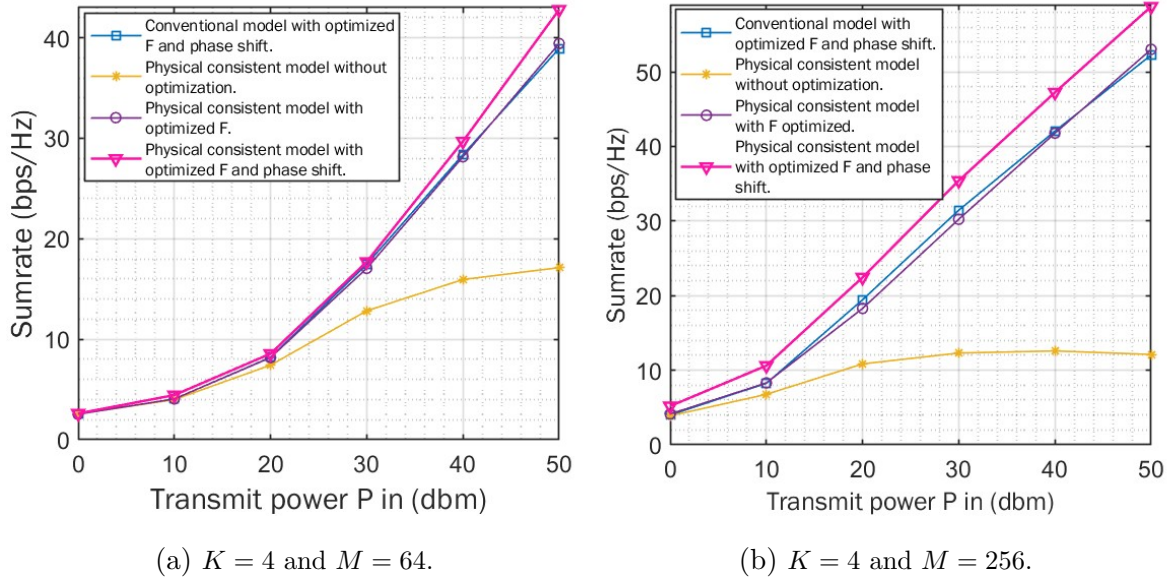 Conventional model with optimized
F and phase shift.
Physical consistent model without
optimization.
Physical consistent model with
optimized F.
Physical consistent model with
optimized F and phase shift.
40
30
20
10
0
0 10 20 30 40 50
Sumrate (bps/Hz)
Transmit power P in (dbm)
(a) K = 4 and M = 64.
Conventional model with
optimized F and phase shift.
Physical consistent model
without optimization.
Physical consistent model
with F optimized.
Physical consistent model
with optimized F and phase
shift.
50
40
30
20
10
0
0 10 20 30 40 50
Sumrate (bps/Hz)
Transmit power P in (dbm)
(b) K = 4 and M = 256.